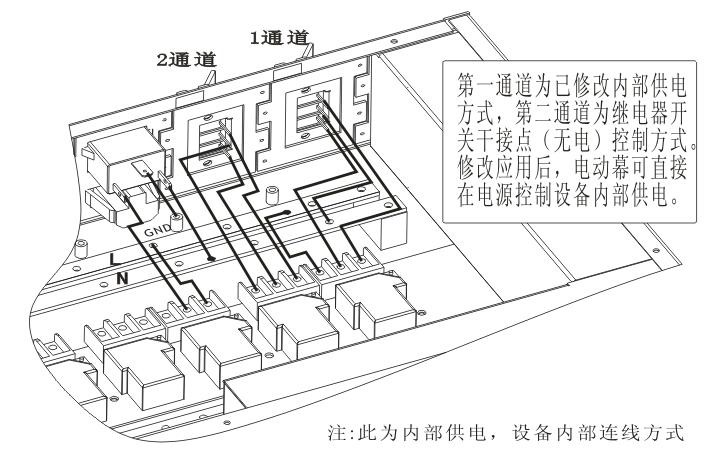 1通道
2通道
第一通道为已修改内部供电
方式，第二通道为继电器开
关干接点（无电）控制方式。
修改应用后，电动幕可直接
在电源控制设备内部供电。
GND
L
N
注:此为内部供电，设备内部连线方式